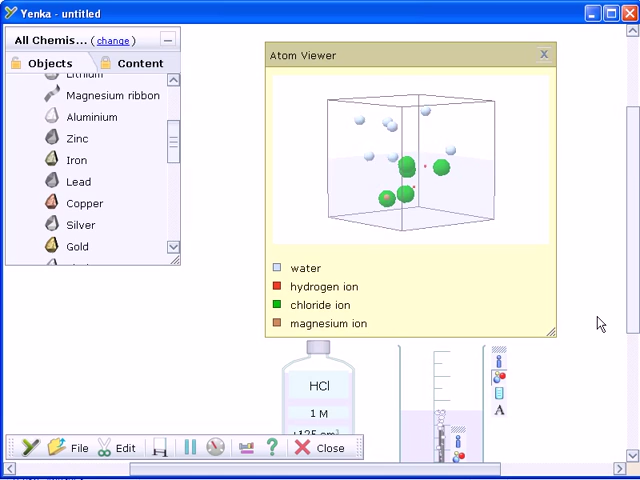 Yenka - untitled
All Chemis... (change)
Objects
Content
Lithium
Magnesium ribbon
Aluminium
Zinc
Iron
Lead
Copper
Silver
Gold
Atom Viewer
water
hydrogen ion
chloride ion
magnesium ion
HCl
1 M
A
File
Edit
Close